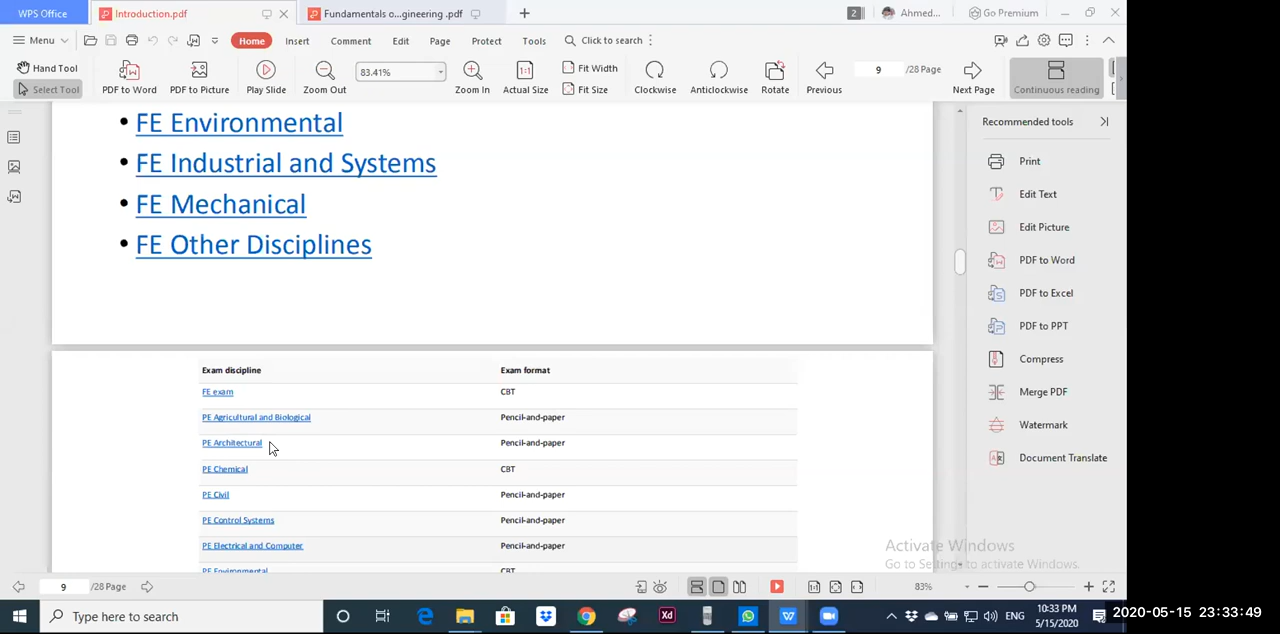 WPS Office
Introduction.pdf
Fundamentals o...gineering .pdf
2
Ahmed...
Go Premium
Menu
Home
Insert
Comment
Edit
Page
Protect
Tools
Click to search
Hand Tool
Select Tool
PDF to Word
PDF to Picture
Play Slide
Zoom Out
83.41%
Zoom In
Actual Size
Fit Width
Fit Size
Clockwise
Anticlockwise
Rotate
Previous
9
/28 Page
Next Page
Continuous reading
• FE Environmental
• FE Industrial and Systems
• FE Mechanical
• FE Other Disciplines
Exam discipline Exam format
FE exam CBT
PE Agricultural and Biological Pencil-and-paper
PE Architectural Pencil-and-paper
PE Chemical CBT
PE Civil Pencil-and-paper
PE Control Systems Pencil-and-paper
PE Electrical and Computer Pencil-and-paper
PE Environmental CBT
Recommended tools
Print
Edit Text
Edit Picture
PDF to Word
PDF to Excel
PDF to PPT
Compress
Merge PDF
Watermark
Document Translate
Activate Windows
Go to Settings to activate Windows.
9
/28 Page
83%
Type here to search
ENG
10:33 PM
5/15/2020
2020-05-15 23:33:49